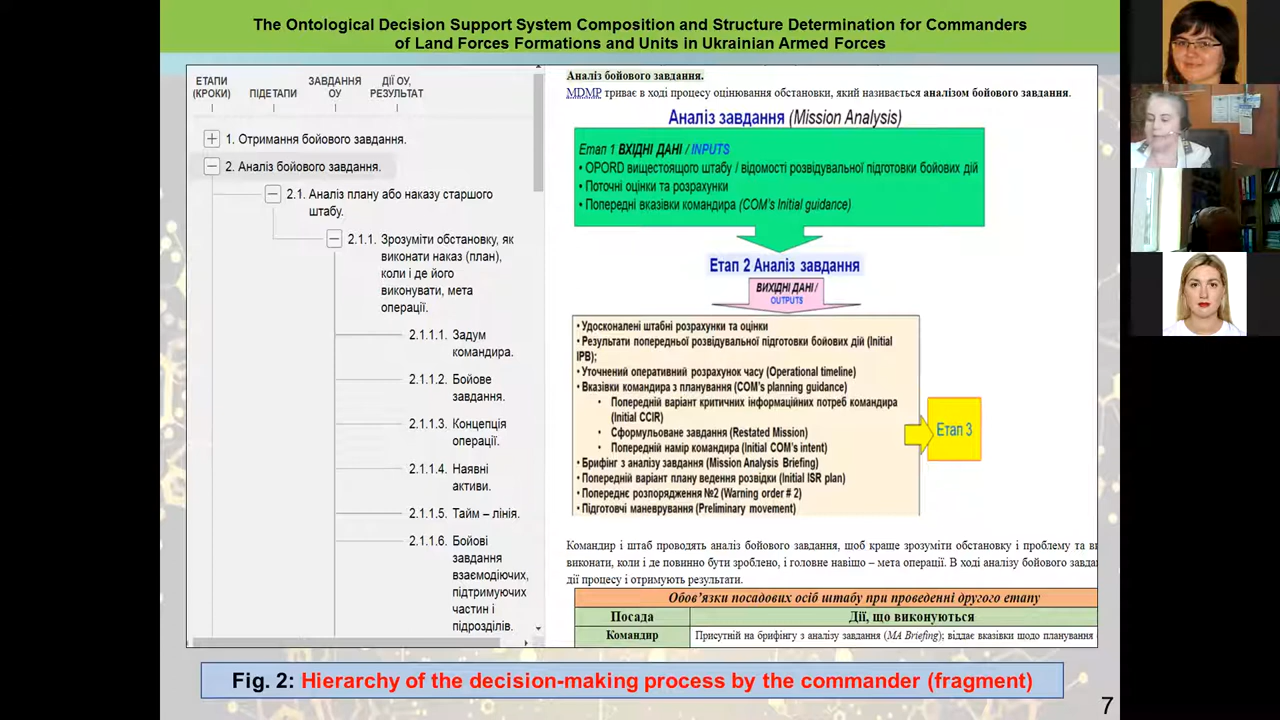 The Ontological Decision Support System Composition and Structure Determination for Commanders
of Land Forces Formations and Units in Ukrainian Armed Forces
ЕТАПИ
(КРОКИ)
ПІДЕТАПИ
ЗАВДАННЯ
ОУ
ДІЇ ОУ,
РЕЗУЛЬТАТ
1. Отримання бойового завдання.
2. Аналіз бойового завдання.
2.1. Аналіз плану або наказу старшого
штабу.
2.1.1. Зрозуміти обстановку, як
виконати наказ (план),
коли і де його
виконувати, мета
операції.
2.1.1.1. Задум
командира.
2.1.1.2. Бойове
завдання.
2.1.1.3. Концепція
операції.
2.1.1.4. Наявні
активи.
2.1.1.5. Тайм – лінія.
2.1.1.6. Бойові
завдання
взаємодіючих,
підтримуючих
частин і
підрозділів.
Аналіз бойового завдання.
MDMP триває в ході процесу оцінювання обстановки, який називається аналізом бойового завдання.
Аналіз завдання (Mission Analysis)
Етап 1 ВХІДНІ ДАНІ / INPUTS
• OPORD вищестоящого штабу / відомості розвідувальної підготовки бойових дій
• Поточні оцінки та розрахунки
• Попередні вказівки командира (COM's Initial guidance)
Етап 2 Аналіз завдання
ВИХІДНІ ДАНІ /
OUTPUTS
• Удосконалені штабні розрахунки та оцінки
• Результати попередньої розвідувальної підготовки бойових дій (Initial
IPB);
• Уточнений оперативний розрахунок часу (Operational timeline)
• Вказівки командира з планування (COM's planning guidance)
• Попередній варіант критичних інформаційних потреб командира
(Initial CCIR)
• Сформульоване завдання (Restated Mission)
• Попередній намір командира (Initial COM's intent)
• Брифінг з аналізу завдання (Mission Analysis Briefing)
• Попередній варіант плану ведення розвідки (Initial ISR plan)
• Попереднє розпорядження №2 (Warning order # 2)
• Підготовчі маневрування (Preliminary movement)
Етап 3
Командир і штаб проводять аналіз бойового завдання, щоб краще зрозуміти обстановку і проблему та
виконати, коли і де повинно бути зроблено, і головне навіщо – мета операції. В ході аналізу бойового
дії процесу і отримують результати.
Обов'язки посадових осіб штабу при проведенні другого етапу
Посада
Дії, що виконуються
Командир
Присутній на брифінгу з аналізу завдання (MA Briefing); віддає вказівки щодо планування
Fig. 2: Hierarchy of the decision-making process by the commander (fragment)
7